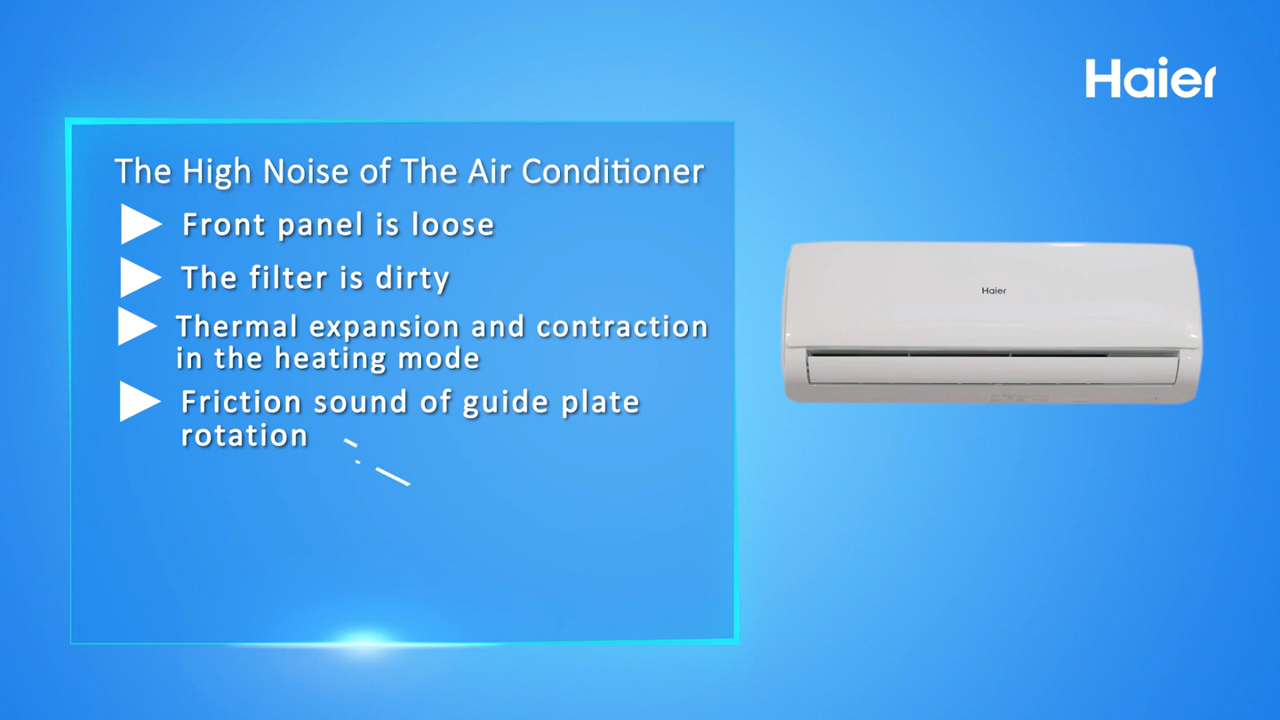 Haier
The High Noise of The Air Conditioner
Front panel is loose
The filter is dirty
Thermal expansion and contraction
in the heating mode
Friction sound of guide plate
rotation
Haier